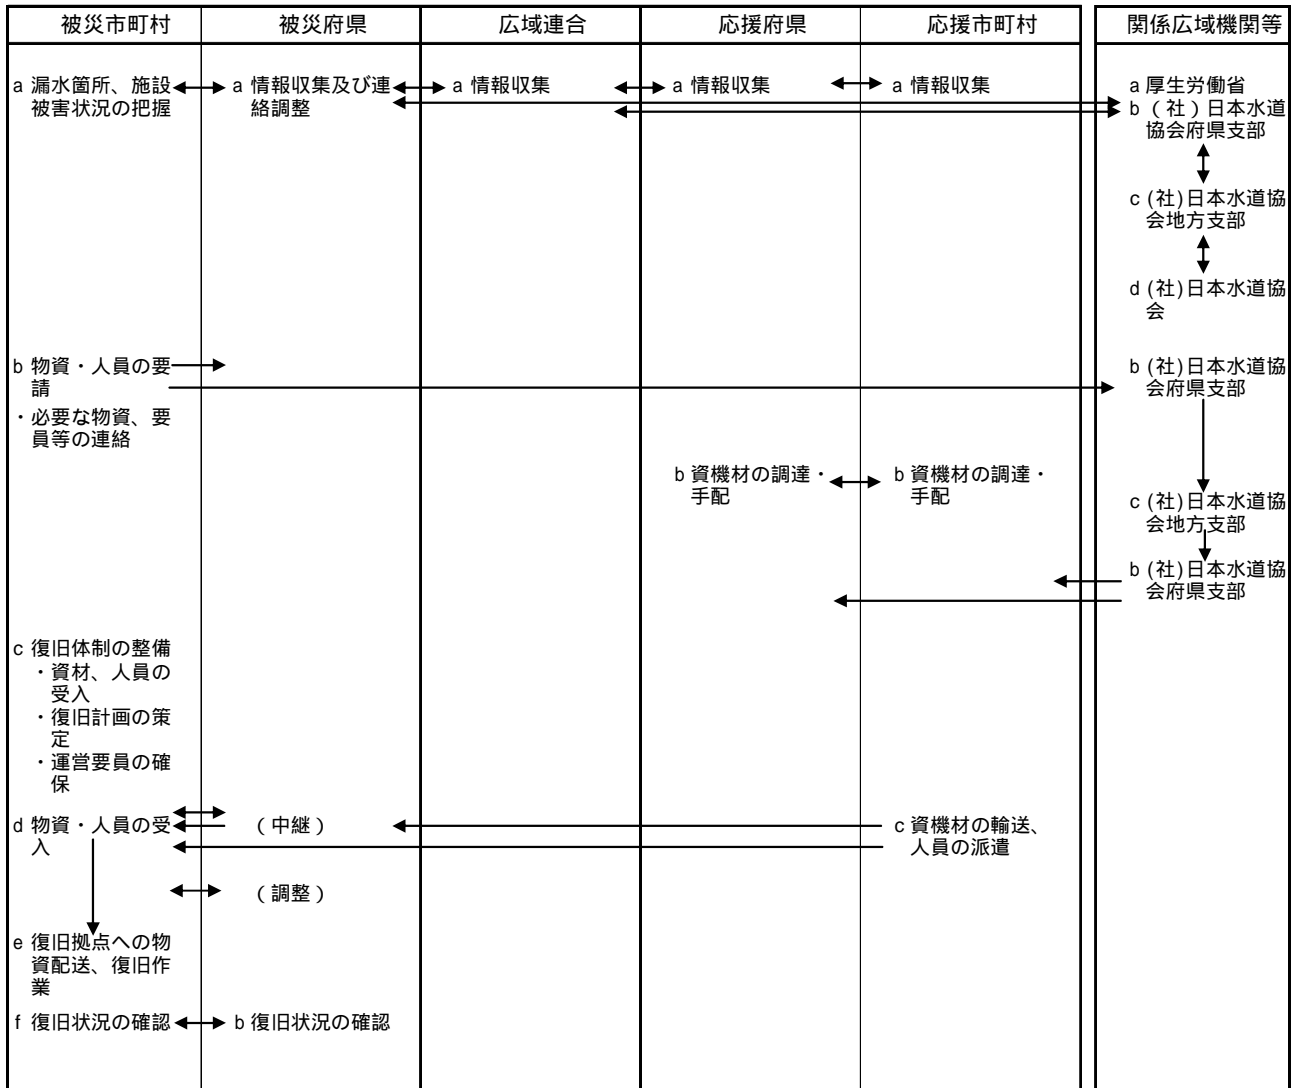 被災市町村
被災府県
広域連合
応援府県
応援市町村
関係広域機関等
a 漏水箇所、施設
被害状況の把握
a 情報収集及び連
絡調整
a 情報収集
a 情報収集
a 情報収集
a 厚生労働省
b （社）日本水道
協会府県支部
c (社)日本水道協
会地方支部
d (社)日本水道協
会
b 物資・人員の要
請
・必要な物資、要
員等の連絡
b (社)日本水道協
会府県支部
b 資機材の調達・
手配
b 資機材の調達・
手配
c (社)日本水道協
会地方支部
b (社)日本水道協
会府県支部
c 復旧体制の整備
・資材、人員の
受入
・復旧計画の策
定
・運営要員の確
保
d 物資・人員の受
入
（中継）
c 資機材の輸送、
人員の派遣
（調整）
e 復旧拠点への物
資配送、復旧作
業
f 復旧状況の確認
b 復旧状況の確認